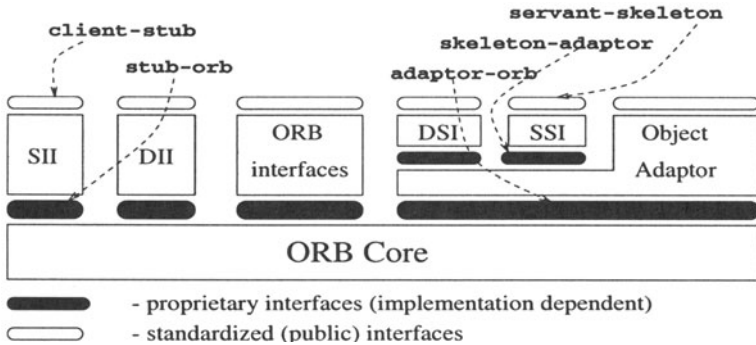 client-stub
servant-skeleton
stub-orb
skeleton-adaptor
adaptor-orb
SII
DII
ORB
interfaces
DSI
SSI
Object
Adaptor
ORB Core
- proprietary interfaces (implementation dependent)
- standardized (public) interfaces